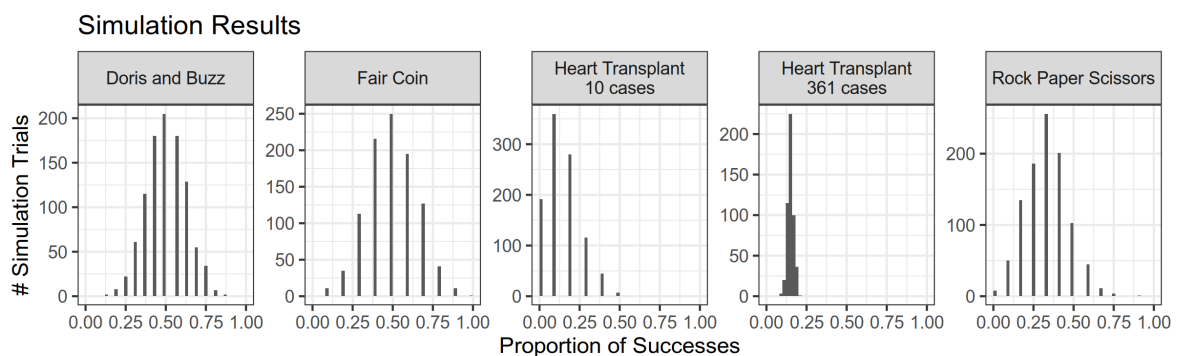 Simulation Results
Doris and Buzz
Fair Coin
Heart Transplant
10 cases
Heart Transplant
361 cases
Rock Paper Scissors
# Simulation Trials
200
150
100
50
0
0.00 0.25 0.50 0.75 1.00
250
200
150
100
50
0
0.00 0.25 0.50 0.75 1.00
300
200
100
0
0.00 0.25 0.50 0.75 1.00
200
150
100
50
0
0.00 0.25 0.50 0.75 1.00
200
100
0
0.00 0.25 0.50 0.75 1.00
Proportion of Successes